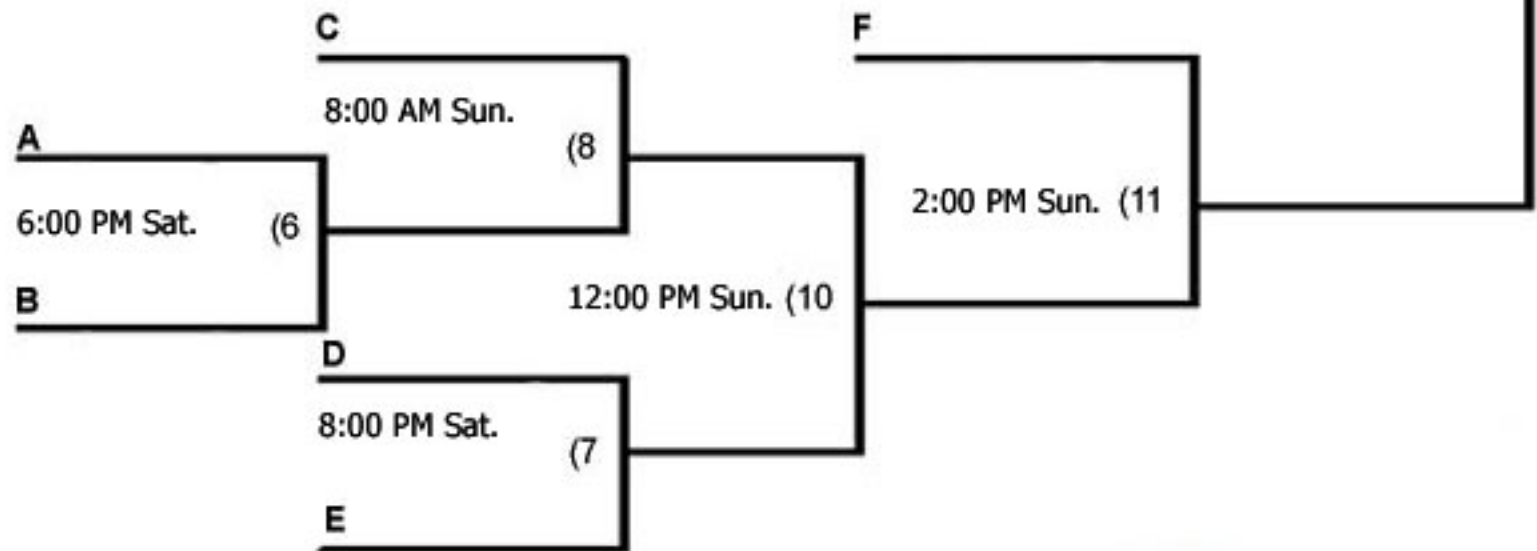 C
F
8:00 AM Sun.
A
(8
2:00 PM Sun. (11
6:00 PM Sat.
(6
B
12:00 PM Sun. (10
D
8:00 PM Sat.
(7
E